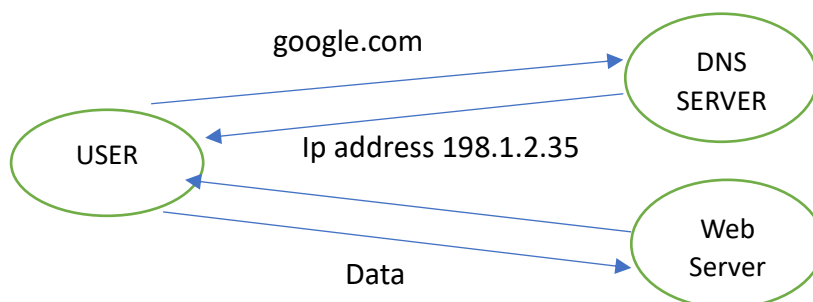 google.com
DNS
SERVER
USER
Ip address 198.1.2.35
Web
Server
Data